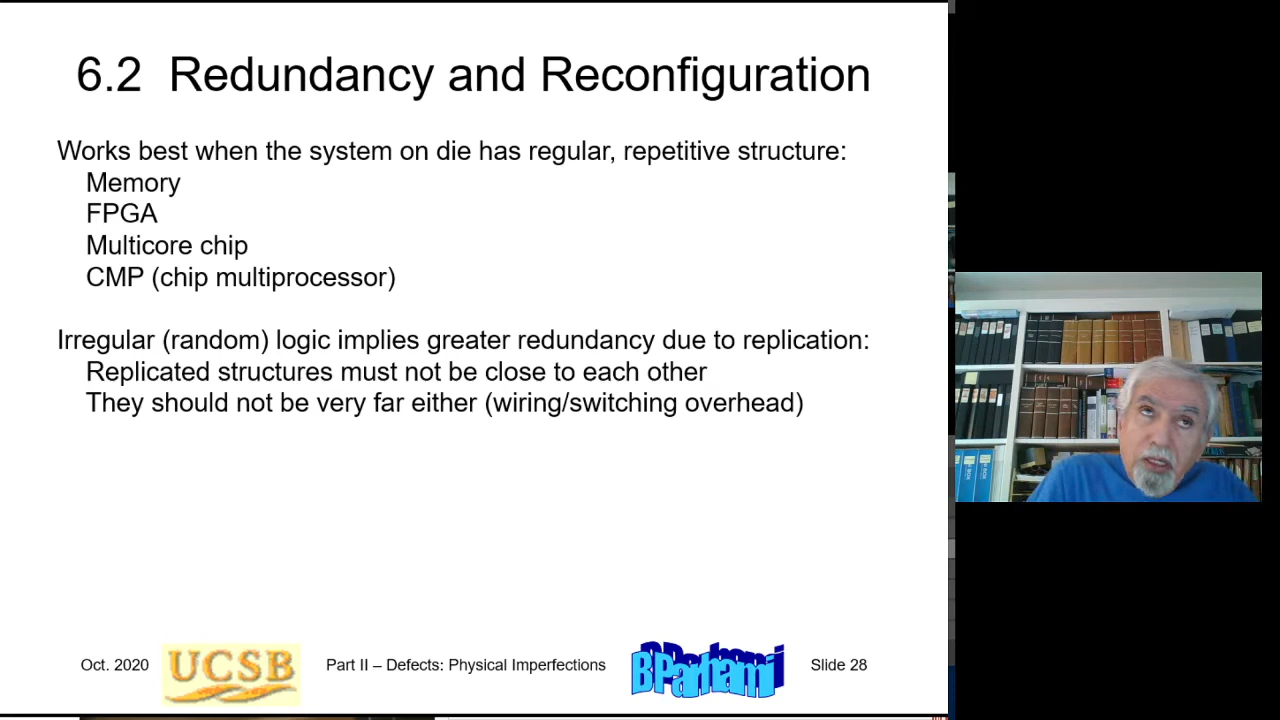 6.2 Redundancy and Reconfiguration
Works best when the system on die has regular, repetitive structure:
Memory
FPGA
Multicore chip
CMP (chip multiprocessor)
Irregular (random) logic implies greater redundancy due to replication:
Replicated structures must not be close to each other
They should not be very far either (wiring/switching overhead)
Oct. 2020
UCSB
Part II – Defects: Physical Imperfections
BParhami
Slide 28